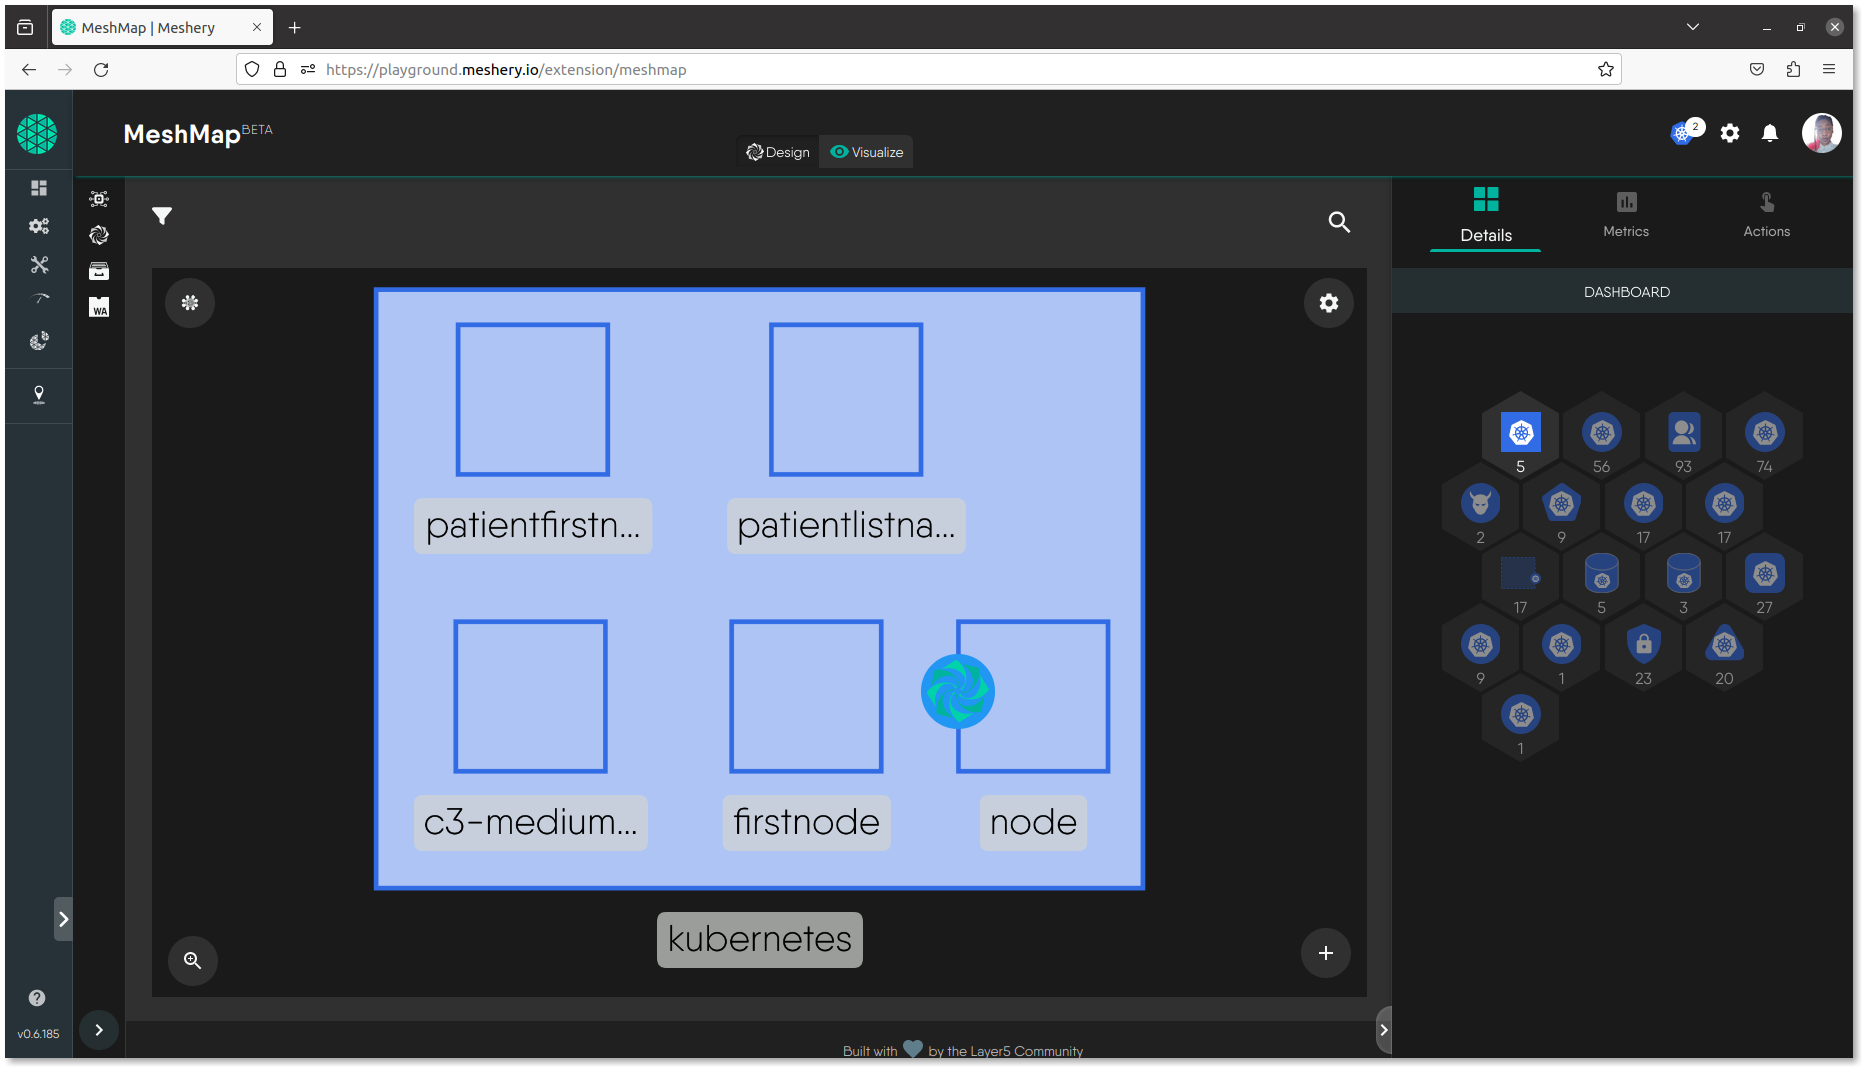 MeshMap | Meshery
https://playground.meshery.io/extension/meshmap
MeshMap BETA
Design
Visualize
2
Details
Metrics
Actions
DASHBOARD
5
56
93
74
2
9
17
17
17
5
3
27
9
1
23
20
1
WA
patientfirstn...
patientlistna...
c3-medium...
firstnode
node
kubernetes
v0.6.185
Built with by the Layer5 Community